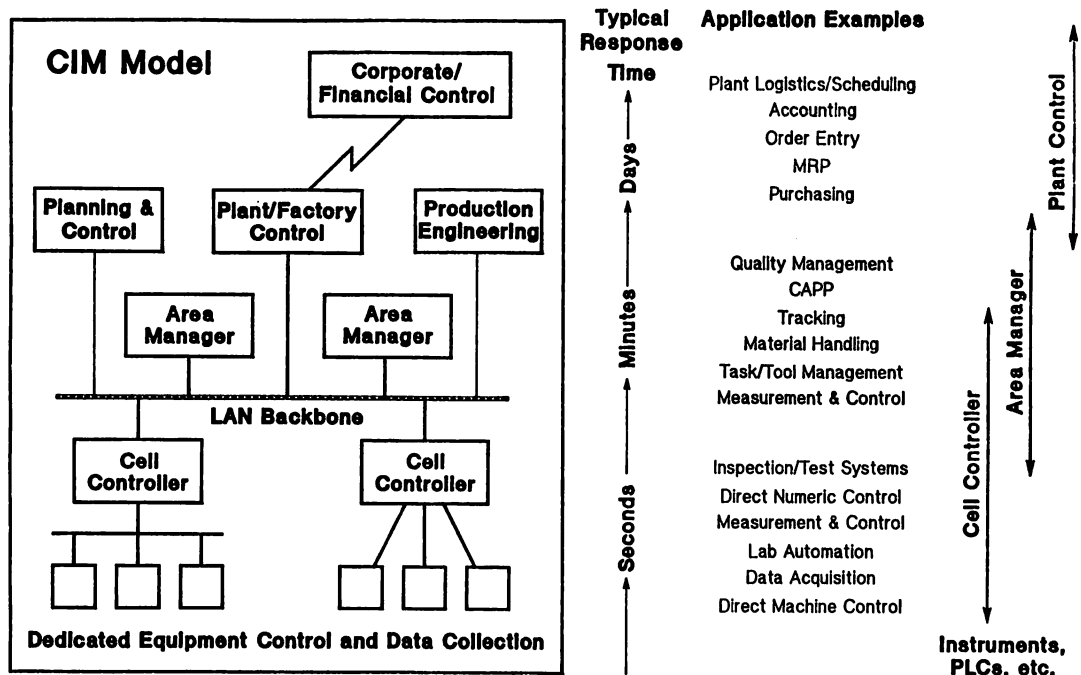 CIM Model
Corporate/
Financial Control
Planning &
Control
Plant/Factory
Control
Production
Engineering
Area
Manager
Area
Manager
LAN Backbone
Cell
Controller
Cell
Controller
Dedicated Equipment Control and Data Collection
Typical
Response
Time
Days
Minutes
Seconds
Application Examples
Plant Logistics/Scheduling
Accounting
Order Entry
MRP
Purchasing
Quality Management
CAPP
Tracking
Material Handling
Task/Tool Management
Measurement & Control
Inspection/Test Systems
Direct Numeric Control
Measurement & Control
Lab Automation
Data Acquisition
Direct Machine Control
Plant Control
Area Manager
Cell Controller
Instruments,
PLCs, etc.